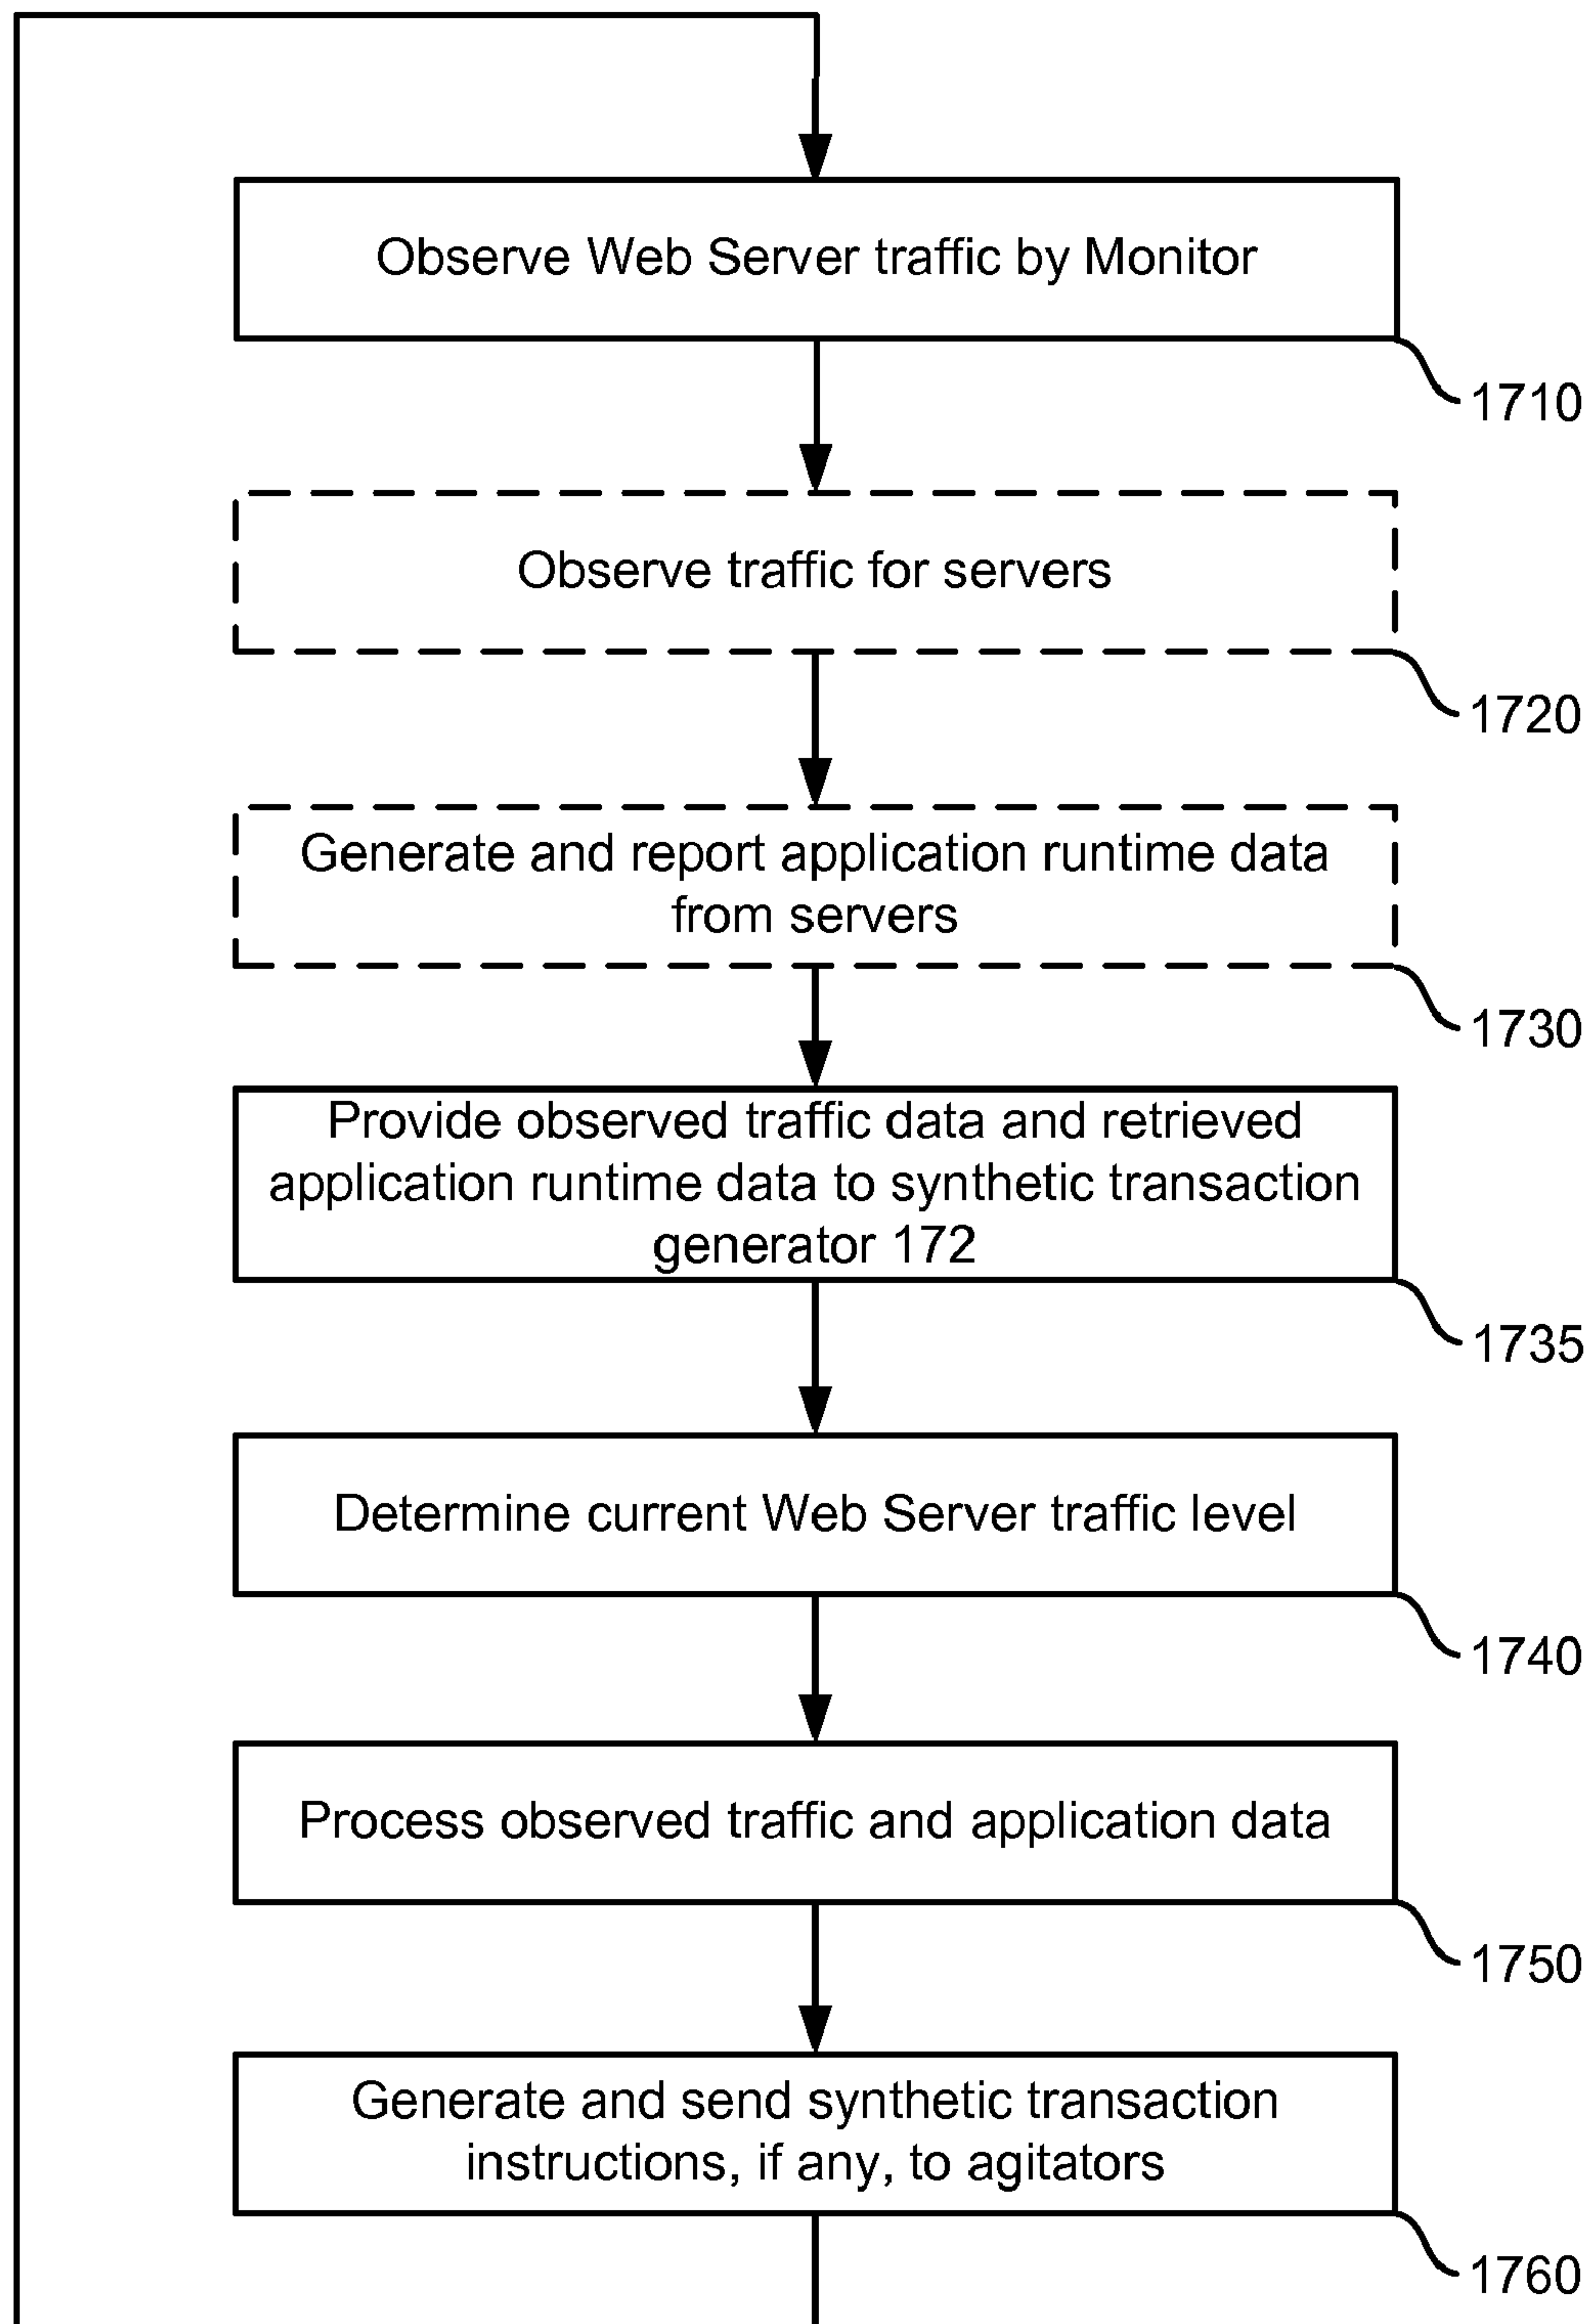 Observe Web Server traffic by Monitor
1710
Observe traffic for servers
1720
Generate and report application runtime data
from servers
1730
Provide observed traffic data and retrieved
application runtime data to synthetic transaction
generator 172
1735
Determine current Web Server traffic level
1740
Process observed traffic and application data
1750
Generate and send synthetic transaction
instructions, if any, to agitators
1760